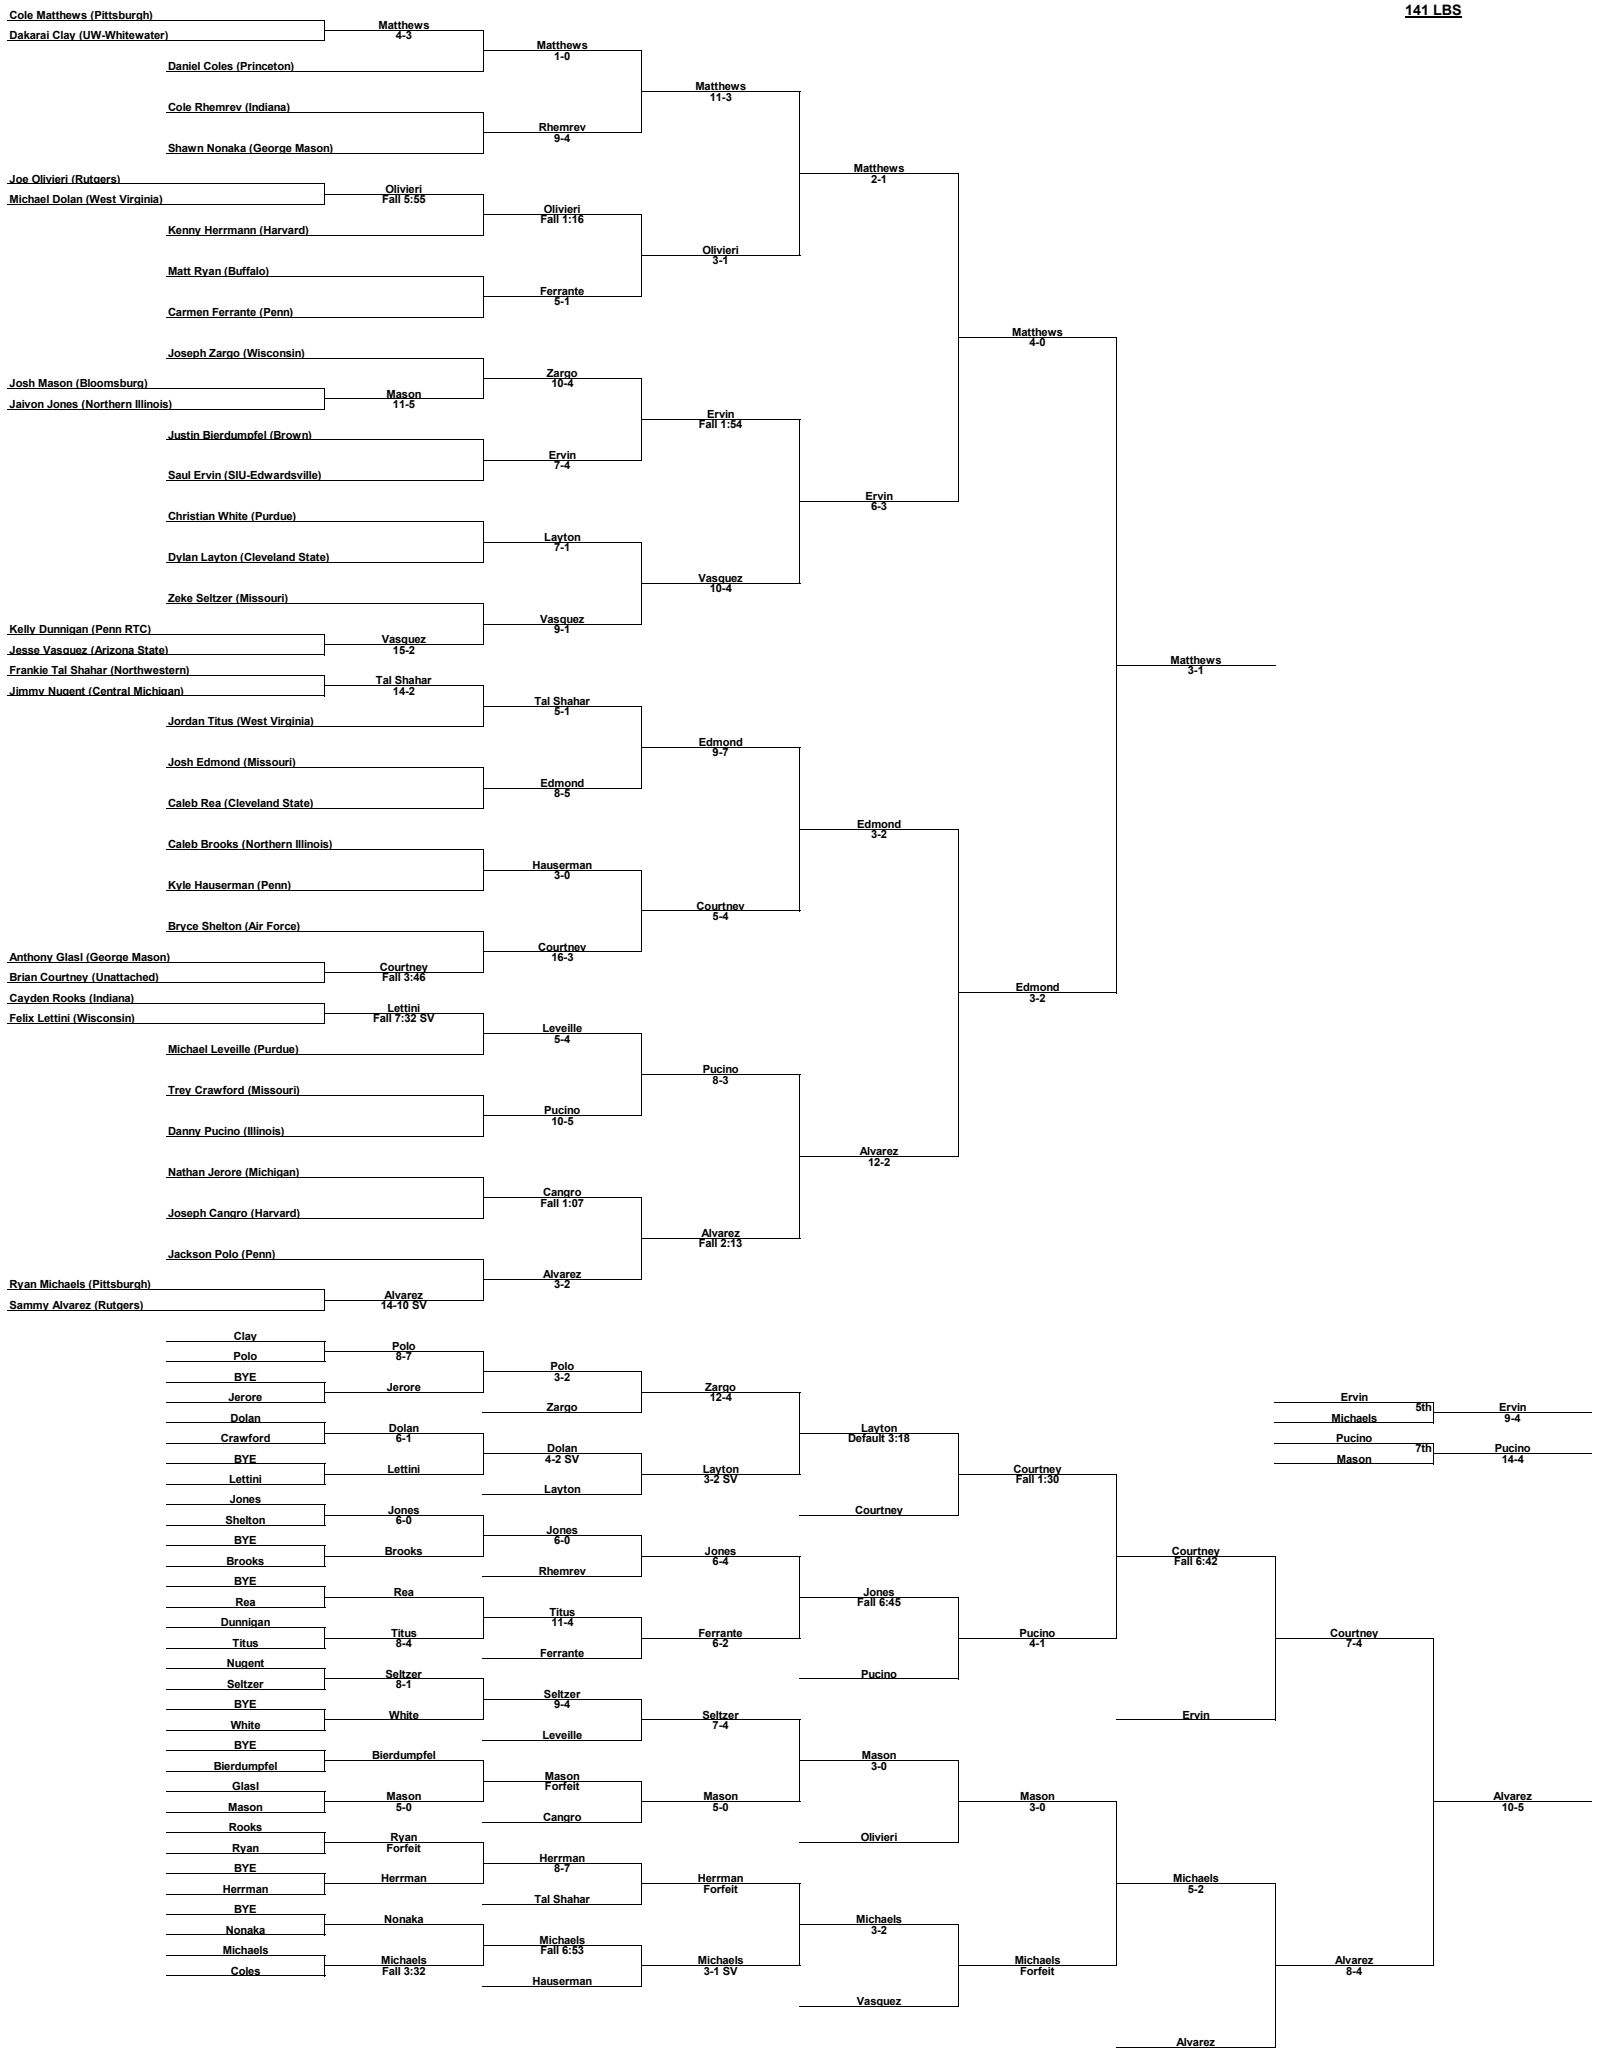 141 LBS
Cole Matthews (Pittsburgh)
Matthews
Dakarai Clay (UW-Whitewater)
4-3
Matthews
1-0
Daniel Coles (Princeton)
Matthews
11-3
Cole Rhemrev (Indiana)
Rhemrev
9-4
Shawn Nonaka (George Mason)
Matthews
2-1
Joe Olivieri (Rutgers)
Olivieri
Michael Dolan (West Virginia)
Fall 5:55
Olivieri
Fall 1:16
Kenny Herrmann (Harvard)
Olivieri
3-1
Matt Ryan (Buffalo)
Ferrante
5-1
Carmen Ferrante (Penn)
Matthews
4-0
Joseph Zargo (Wisconsin)
Zargo
10-4
Josh Mason (Bloomsburg)
Mason
Jaivon Jones (Northern Illinois)
11-5
Ervin
Fall 1:54
Justin Bierdumpfel (Brown)
Ervin
7-4
Saul Ervin (SIU-Edwardsville)
Ervin
6-3
Christian White (Purdue)
Layton
7-1
Dylan Layton (Cleveland State)
Vasquez
10-4
Zeke Seltzer (Missouri)
Vasquez
9-1
Kelly Dunnigan (Penn RTC)
Vasquez
Jesse Vasquez (Arizona State)
15-2
Matthews
3-1
Frankie Tal Shahar (Northwestern)
Tal Shahar
Jimmy Nugent (Central Michigan)
14-2
Tal Shahar
5-1
Jordan Titus (West Virginia)
Edmond
9-7
Josh Edmond (Missouri)
Edmond
8-5
Caleb Rea (Cleveland State)
Edmond
3-2
Caleb Brooks (Northern Illinois)
Hauserman
3-0
Kyle Hauserman (Penn)
Courtney
5-4
Bryce Shelton (Air Force)
Courtney
16-3
Anthony Glasl (George Mason)
Courtney
Brian Courtney (Unattached)
Fall 3:46
Edmond
3-2
Cayden Rooks (Indiana)
Lettini
Felix Lettini (Wisconsin)
Fall 7:32 SV
Leveille
5-4
Michael Leveille (Purdue)
Pucino
8-3
Trey Crawford (Missouri)
Pucino
10-5
Danny Pucino (Illinois)
Alvarez
12-2
Nathan Jerore (Michigan)
Cangro
Fall 1:07
Joseph Cangro (Harvard)
Alvarez
Fall 2:13
Jackson Polo (Penn)
Alvarez
3-2
Ryan Michaels (Pittsburgh)
Alvarez
Sammy Alvarez (Rutgers)
14-10 SV
Clay
Polo
Polo
8-7
Polo
3-2
BYE
Jerore
Zargo
12-4
Jerore
Ervin
Zargo
5th
Ervin
Dolan
Michaels
9-4
Dolan
6-1
Layton
Default 3:18
Crawford
Pucino
Dolan
4-2 SV
7th
Pucino
BYE
Mason
14-4
Lettini
Layton
3-2 SV
Courtney
Fall 1:30
Lettini
Layton
Jones
Jones
6-0
Courtney
Shelton
Jones
6-0
BYE
Brooks
Jones
6-4
Courtney
Fall 6:42
Brooks
Rhemrev
BYE
Rea
Jones
Fall 6:45
Rea
Titus
11-4
Dunnigan
Titus
8-4
Ferrante
6-2
Pucino
4-1
Courtney
7-4
Titus
Ferrante
Nugent
Seltzer
8-1
Pucino
Seltzer
Seltzer
9-4
BYE
White
Seltzer
7-4
Ervin
White
Leveille
BYE
Bierdumpfel
Mason
3-0
Bierdumpfel
Mason
Forfeit
Glasl
Mason
5-0
Mason
5-0
Mason
3-0
Alvarez
10-5
Mason
Cangro
Rooks
Ryan
Forfeit
Olivieri
Ryan
Herrman
8-7
BYE
Herrman
Herrman
Forfeit
Michaels
5-2
Herrman
Tal Shahar
BYE
Nonaka
Michaels
3-2
Nonaka
Michaels
Fall 6:53
Michaels
Michaels
Fall 3:32
Michaels
3-1 SV
Michaels
Forfeit
Alvarez
8-4
Coles
Hauserman
Vasquez
Alvarez